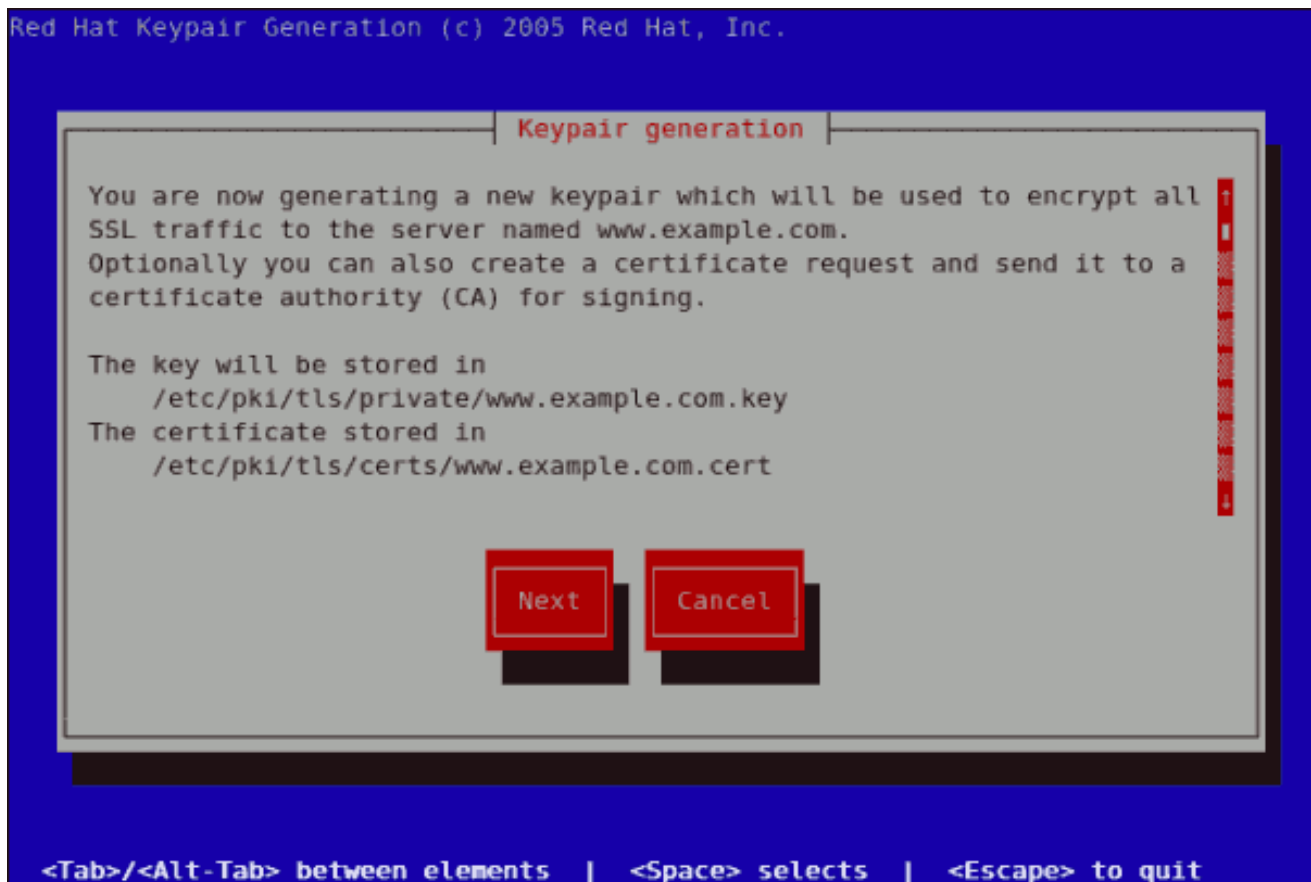 Red Hat Keypair Generation (c) 2005 Red Hat, Inc.
Keypair generation
You are now generating a new keypair which will be used to encrypt all
SSL traffic to the server named www.example.com.
Optionally you can also create a certificate request and send it to a
certificate authority (CA) for signing.
The key will be stored in
/etc/pki/tls/private/www.example.com.key
The certificate stored in
/etc/pki/tls/certs/www.example.com.cert
Next Cancel
<Tab>/<Alt-Tab> between elements | <Space> selects | <Escape> to quit